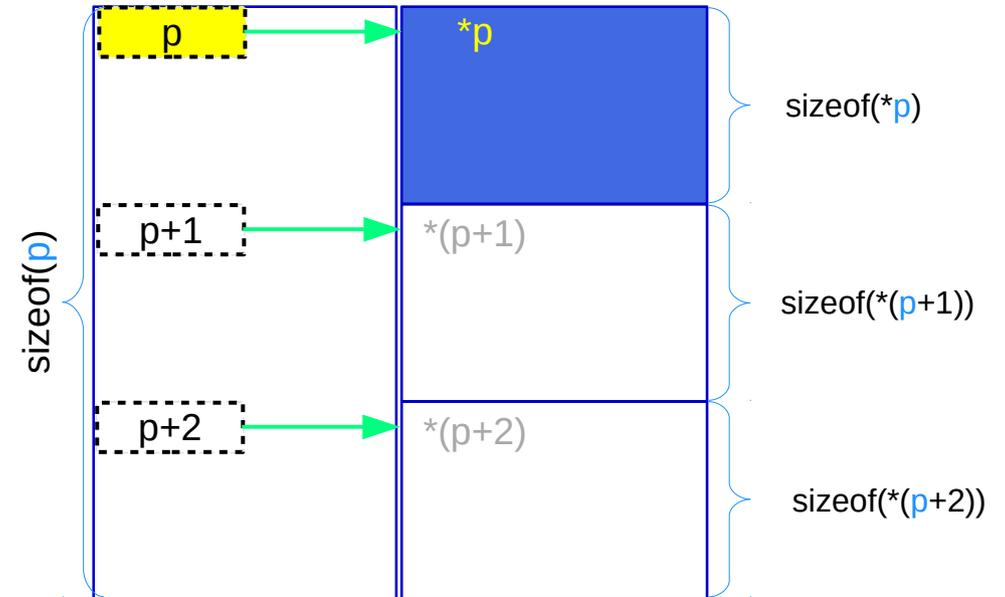 p
*p
sizeof(*p)
p+1
*(p+1)
sizeof(p)
sizeof(*(p+1))
p+2
*(p+2)
sizeof(*(p+2))